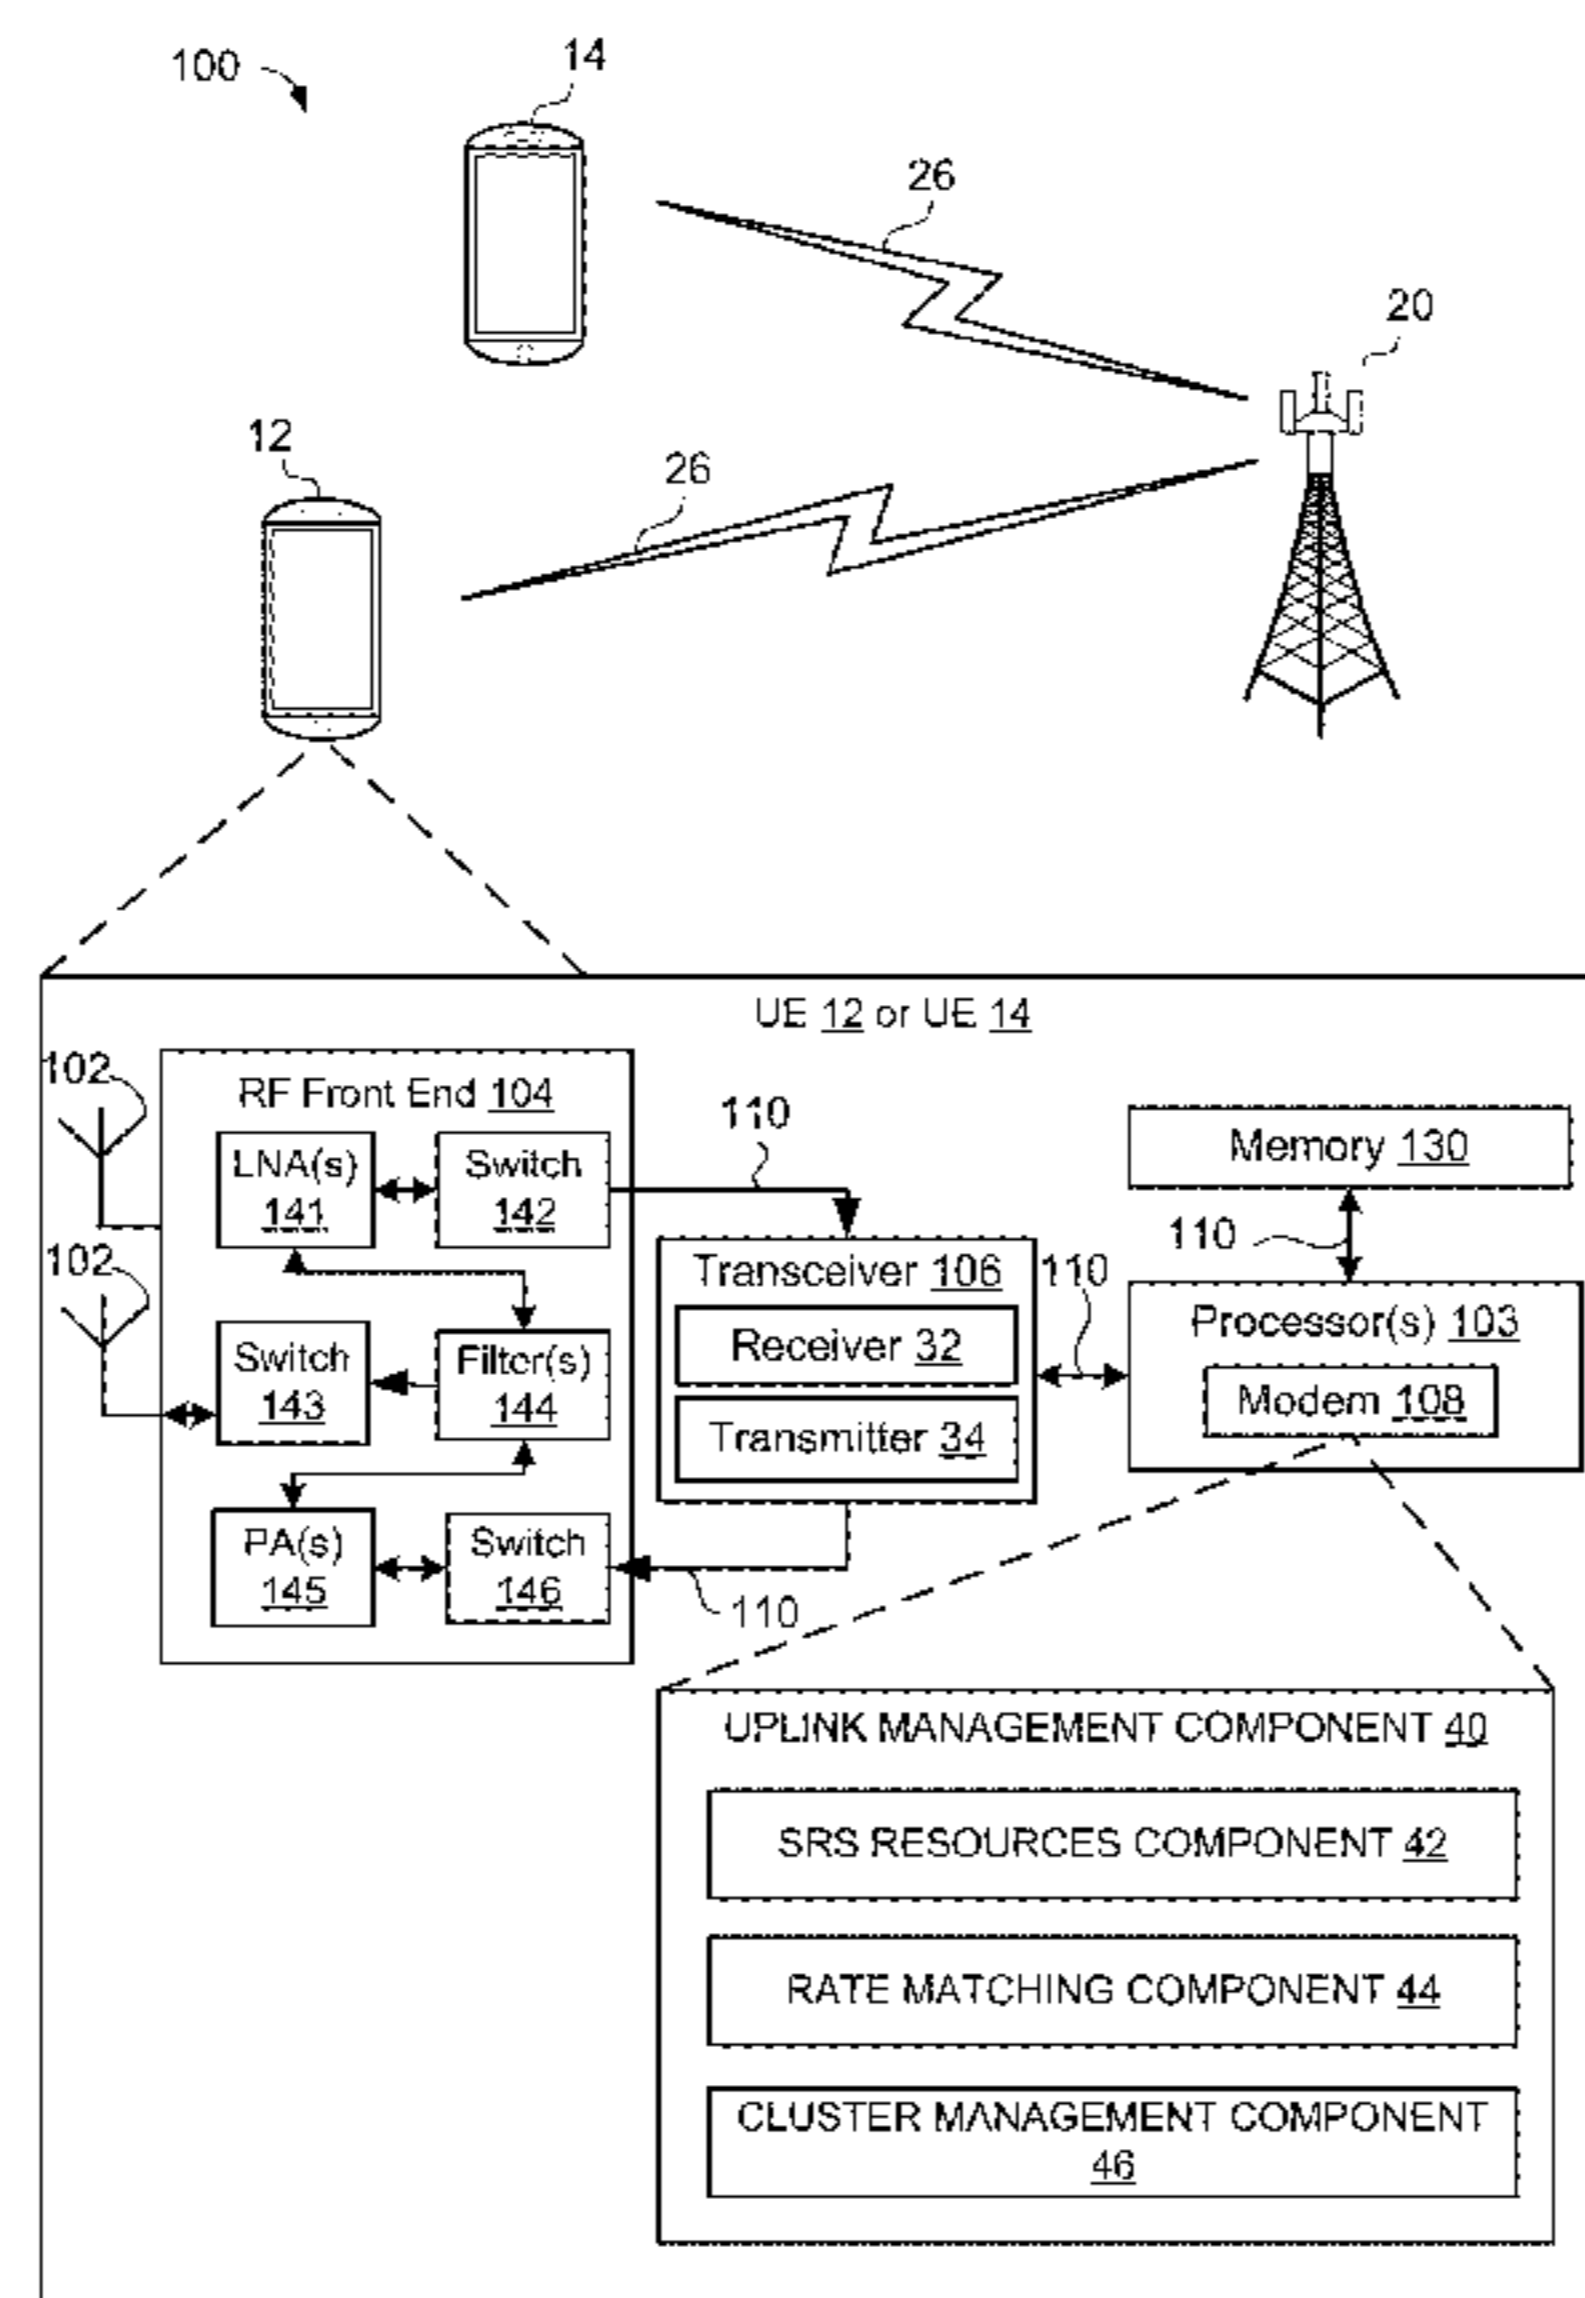 100
14
26
20
12
26
UE 12 or UE 14
102
RF Front End 104
110
LNA(s)
141
Switch
142
Memory 130
102
Transceiver 106
110
110
Receiver 32
Processor(s) 103
Switch
143
Filter(s)
144
Modem 108
Transmitter 34
PA(s)
145
Switch
146
110
UPLINK MANAGEMENT COMPONENT 40
SRS RESOURCES COMPONENT 42
RATE MATCHING COMPONENT 44
CLUSTER MANAGEMENT COMPONENT
46